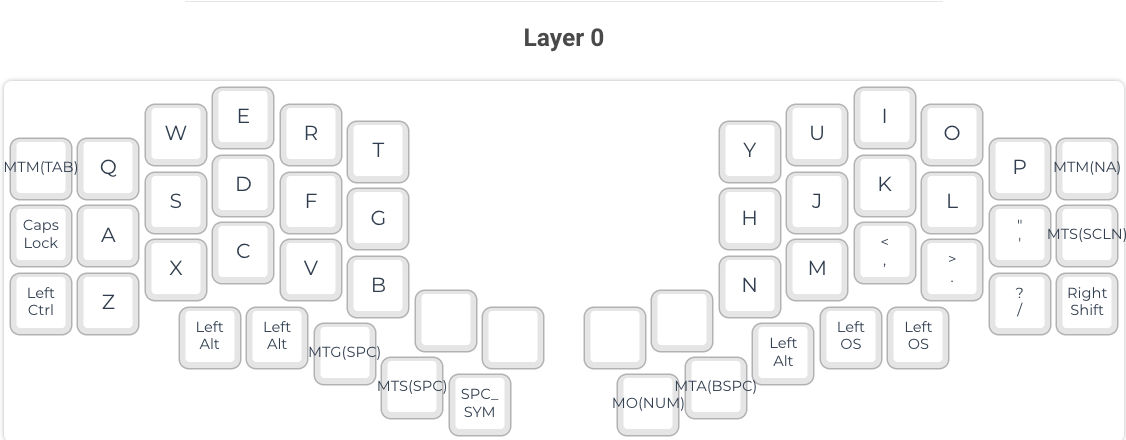 Layer 0
E
I
W
R
U
O
T
Y
MTM(TAB)
Q
P
MTM(NA)
D
K
S
F
J
L
G
H
Caps
Lock
A
"
'
MTS(SCLN)
C
<
,
X
V
M
>
.
B
N
Left
Ctrl
Z
?
/
Right
Shift
Left
Alt
Left
Alt
MTG(SPC)
MTS(SPC)
SPC_
SYM
Left
Alt
Left
OS
Left
OS
MTA(BSPC)
MO(NUM)